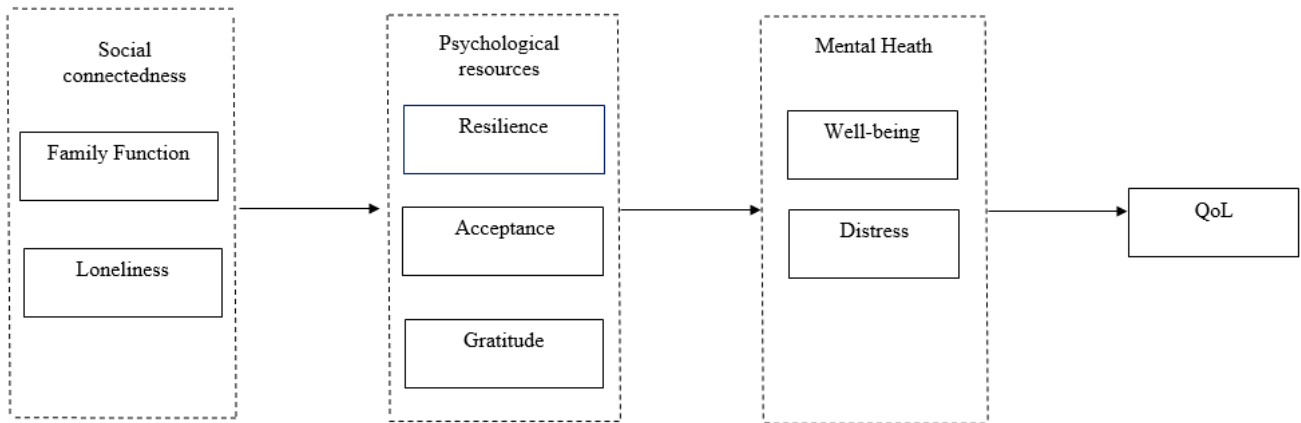 Social
connectedness
Family Function
Loneliness
Psychological
resources
Resilience
Acceptance
Gratitude
Mental Heath
Well-being
Distress
QoL